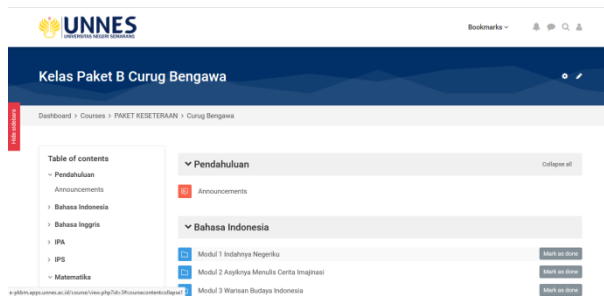 UNNES
UNIVERSITAS NEGERI SEMARANG
Bookmarks
Kelas Paket B Curug Bengawa
Hide sidebars
Dashboard > Courses > PAKET KESETERAAN > Curug Bengawa
Table of contents
Pendahuluan
Announcements
Bahasa Indonesia
Bahasa Inggris
IPA
IPS
Matematika
Pendahuluan
Collapse all
Announcements
Bahasa Indonesia
Modul 1 Indahnya Negeriku
Mark as done
Modul 2 Asyiknya Menulis Cerita Imajinasi
Mark as done
Modul 3 Warisan Budaya Indonesia
Mark as done